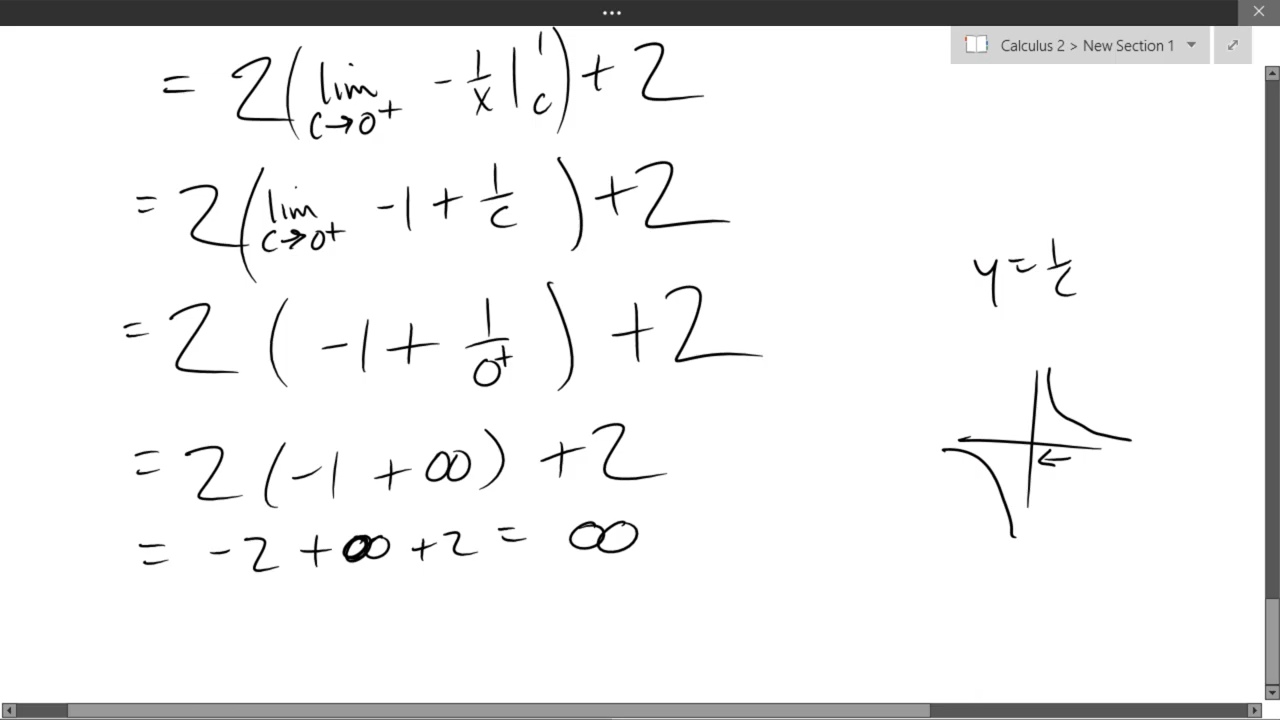 Calculus 2 > New Section 1
= 2(lim c→0+ -1/x |1 c) + 2
= 2(lim c→0+ -1 + 1/c) + 2
y = 1/c
= 2(-1 + 1/0+) + 2
= 2(-1 + ∞) + 2
= -2 + ∞ + 2 = ∞